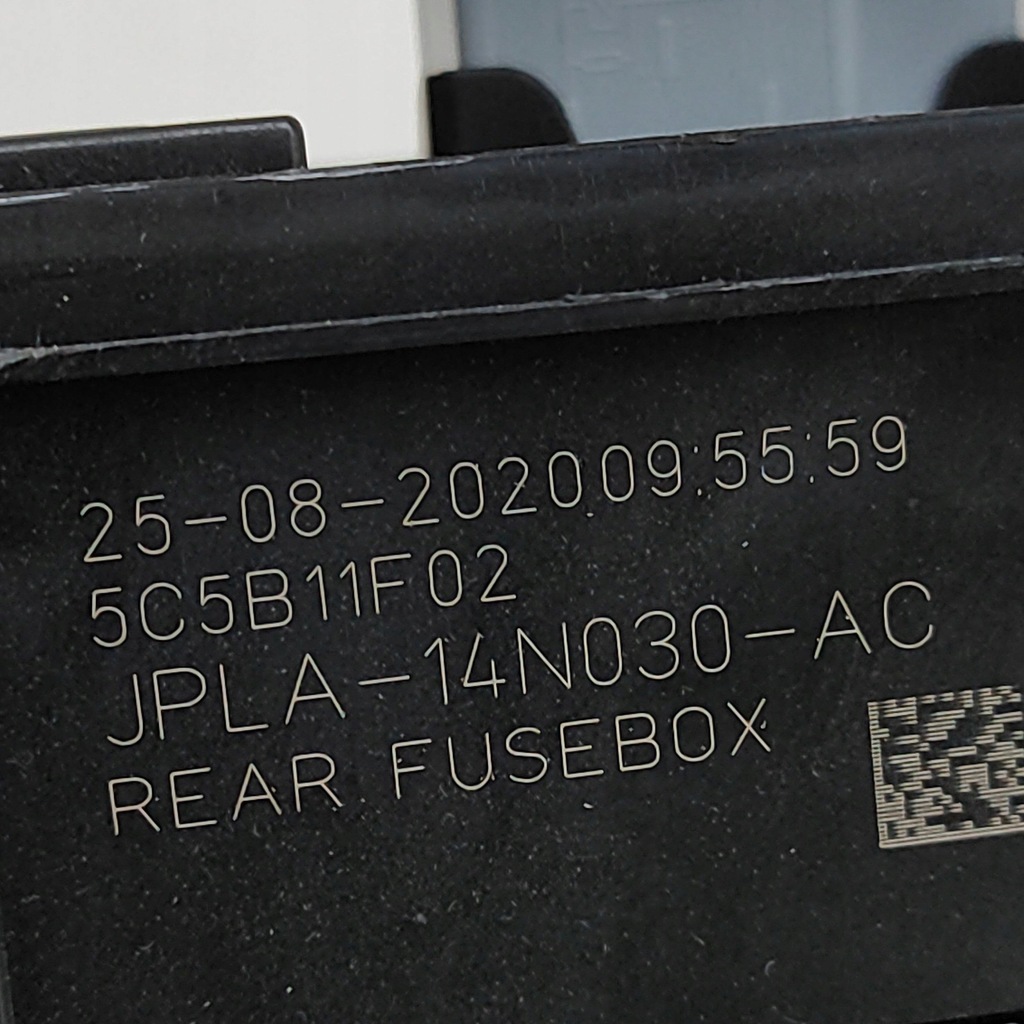 25-08-202009:55:59
5C5B11F02
JPLA-14N030-AC
REAR FUSEBOX